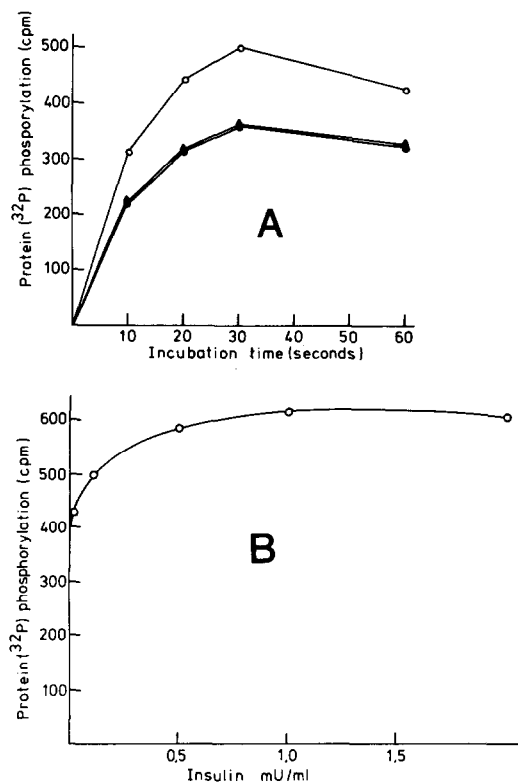 Protein (32P) phosporylation (cpm)
500
400
300
200
100
A
10 20 30 40 50 60
Incubation time (seconds)
Protein (32P) phosphorylation (cpm)
600
500
400
300
200
100
B
0,5 1,0 1,5
Insulin mU/ml